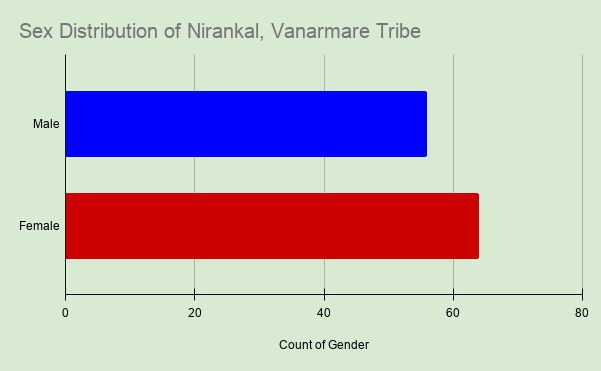 Sex Distribution of Nirankal, Vanarmare Tribe
Male
Female
0 20 40 60 80
Count of Gender